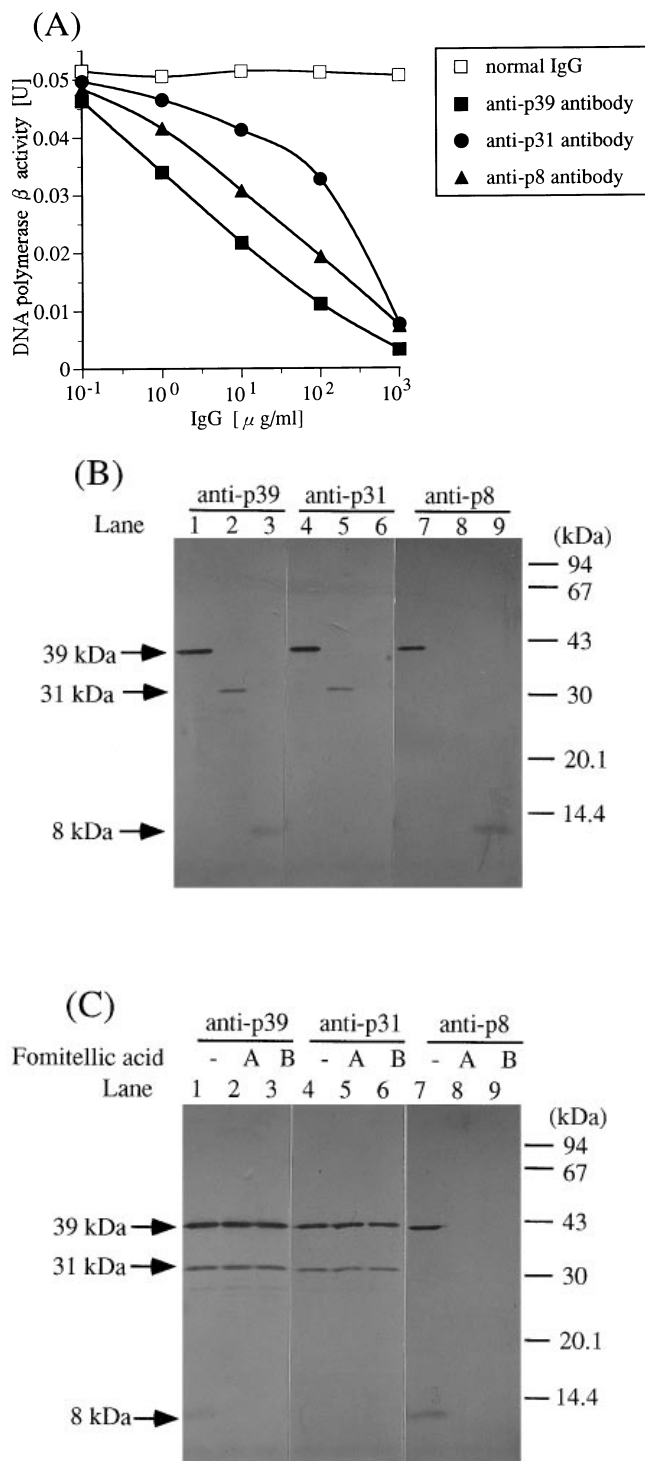 (A)
DNA polymerase β activity [U]
0.05
0.04
0.03
0.02
0.01
0
10-1
100
101
102
103
IgG [ μ g/ml]
normal IgG
anti-p39 antibody
anti-p31 antibody
anti-p8 antibody
(B)
anti-p39 anti-p31 anti-p8
Lane 1 2 3 4 5 6 7 8 9 (kDa)
94
67
43
39 kDa
31 kDa
30
20.1
14.4
8 kDa
(C)
anti-p39 anti-p31 anti-p8
Fomitellic acid - A B - A B - A B
Lane 1 2 3 4 5 6 7 8 9
(kDa)
94
67
43
39 kDa
31 kDa
30
20.1
14.4
8 kDa